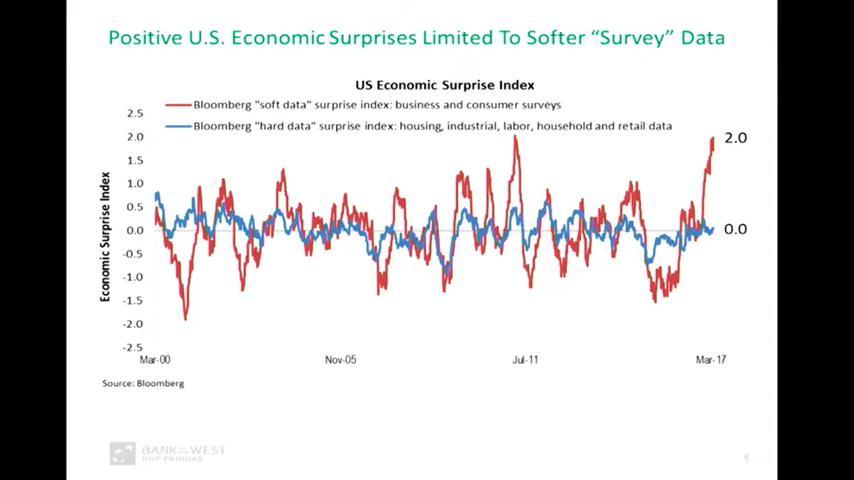 Positive U.S. Economic Surprises Limited To Softer “Survey” Data
US Economic Surprise Index
Bloomberg "soft data" surprise index: business and consumer surveys
Bloomberg "hard data" surprise index: housing, industrial, labor, household and retail data
Economic Surprise Index
2.5
2.0
1.5
1.0
0.5
0.0
-0.5
-1.0
-1.5
-2.0
-2.5
2.0
0.0
Mar-00 Nov-05 Jul-11 Mar-17
Source: Bloomberg
BANK OF THE WEST
BNP PARIBAS
6